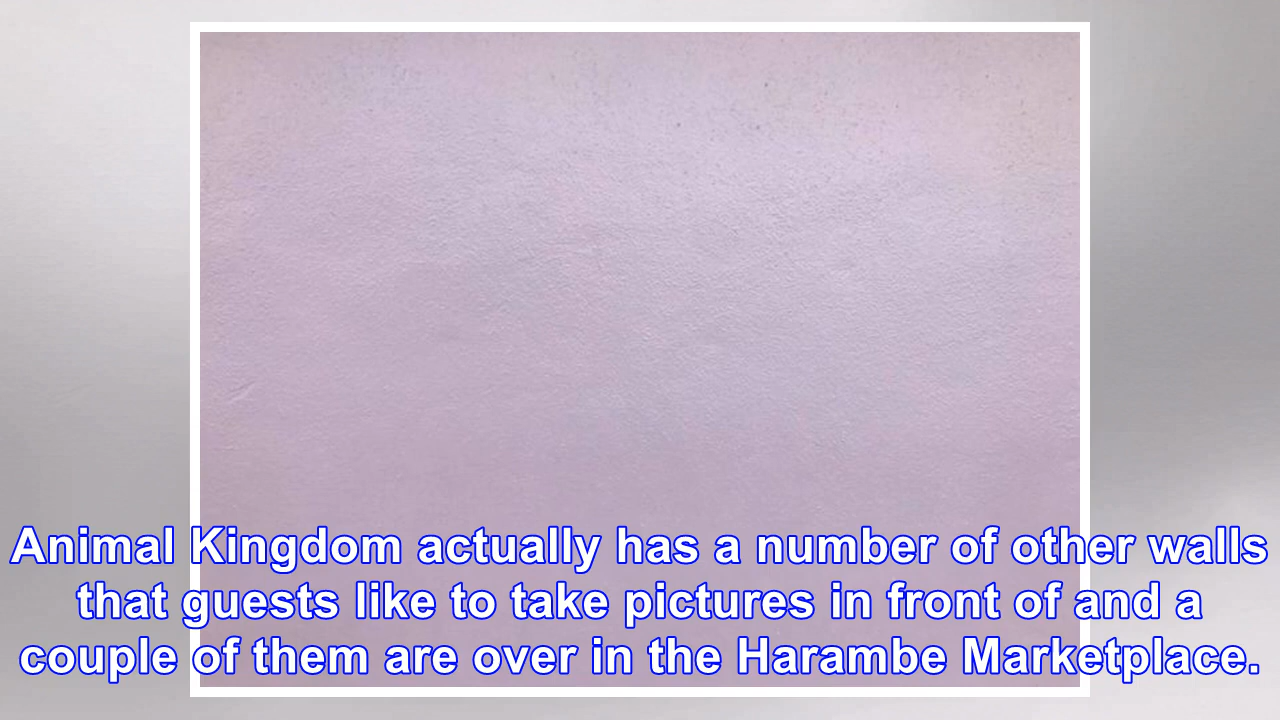 Animal Kingdom actually has a number of other walls
that guests like to take pictures in front of and a
couple of them are over in the Harambe Marketplace.